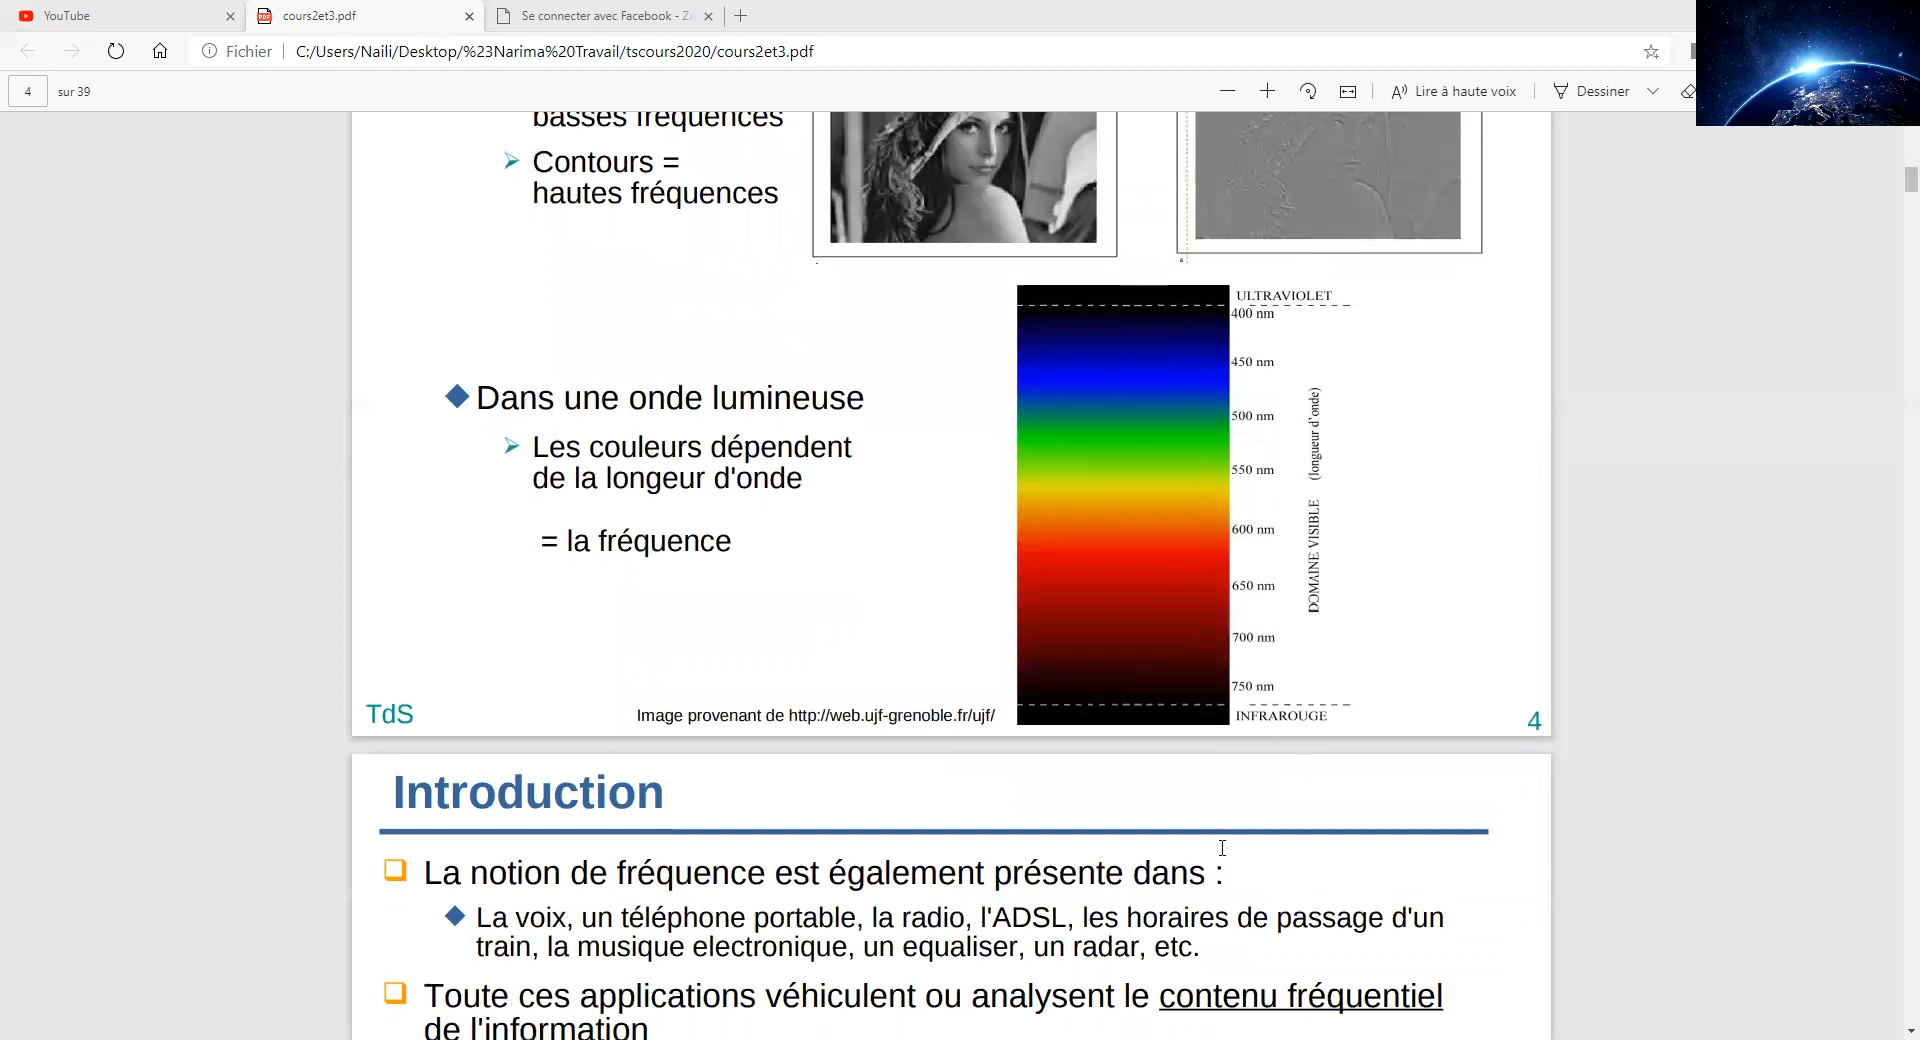 YouTube
cours2et3.pdf
Se connecter avec Facebook - Z
Fichier
C:/Users/Naili/Desktop/%23Narima%20Travail/tscours2020/cours2et3.pdf
4
sur 39
Lire à haute voix
Dessiner
basses fréquences
Contours =
hautes fréquences
ULTRAVIOLET
400 nm
450 nm
500 nm
550 nm
600 nm
650 nm
700 nm
750 nm
INFRAROUGE
DOMAINE VISIBLE (longueur d'onde)
Dans une onde lumineuse
Les couleurs dépendent
de la longeur d'onde
= la fréquence
TdS
Image provenant de http://web.ujf-grenoble.fr/ujf/
4
Introduction
La notion de fréquence est également présente dans :
La voix, un téléphone portable, la radio, l'ADSL, les horaires de passage d'un
train, la musique electronique, un equaliser, un radar, etc.
Toute ces applications véhiculent ou analysent le contenu fréquentiel
de l'information